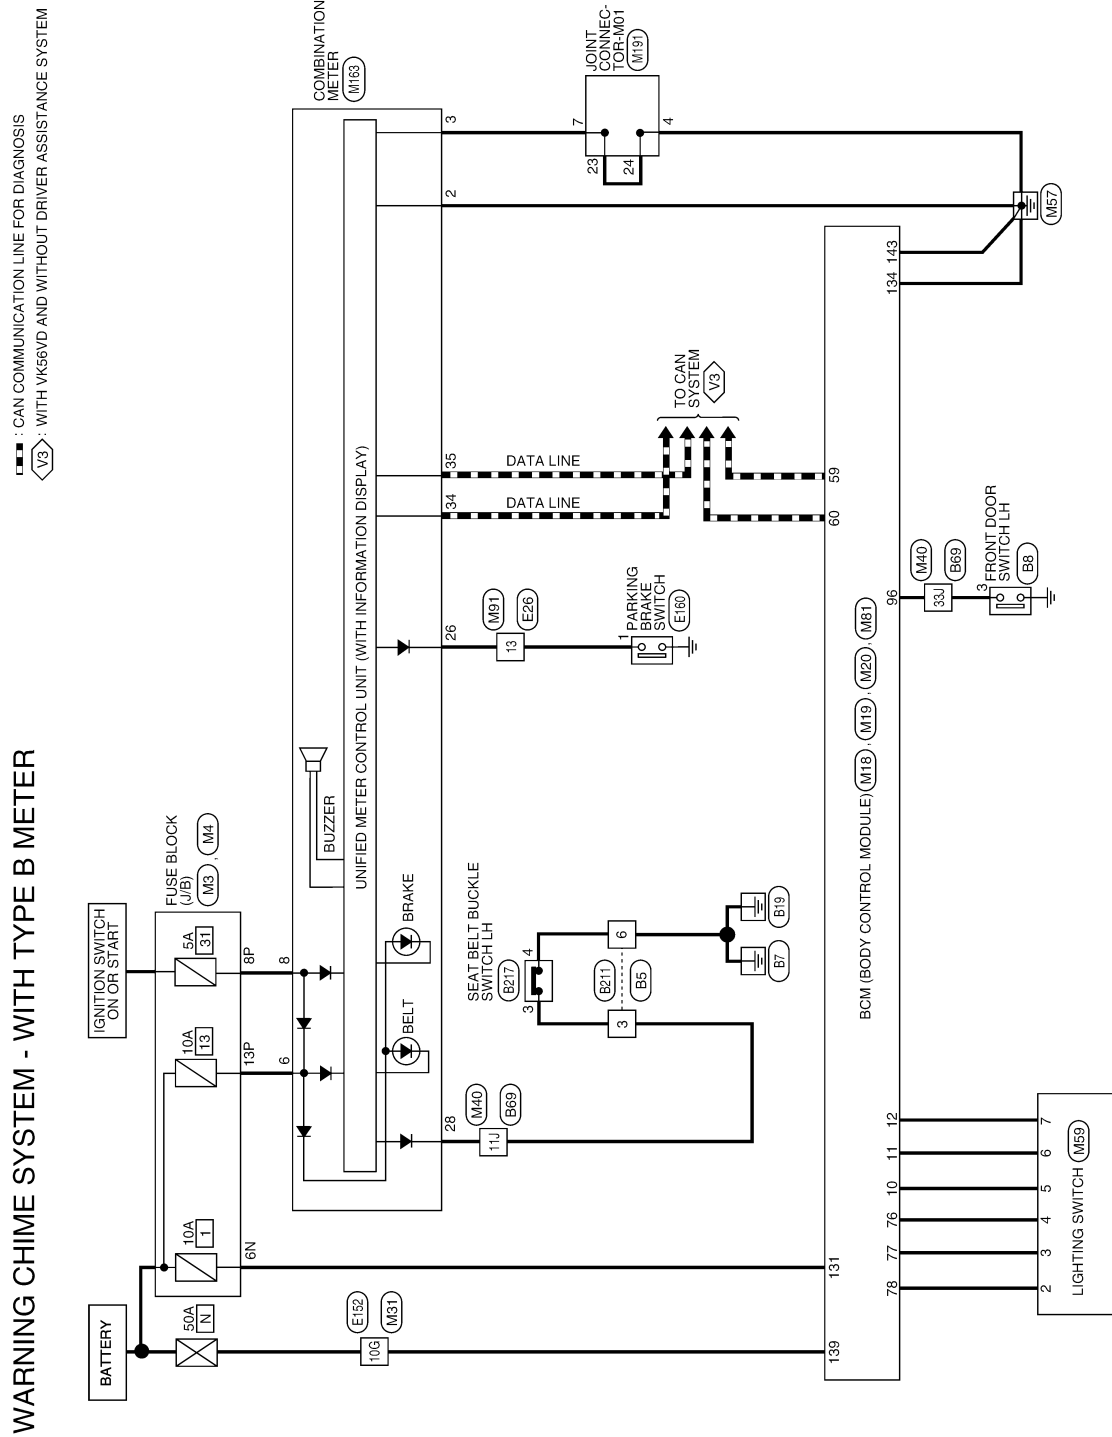 WARNING CHIME SYSTEM - WITH TYPE B METER
: CAN COMMUNICATION LINE FOR DIAGNOSIS
V3 : WITH VK56VD AND WITHOUT DRIVER ASSISTANCE SYSTEM
BATTERY
IGNITION SWITCH
ON OR START
50A
N
10A
1
10A
13
5A
31
FUSE BLOCK
(J/B)
M3 , M4
6N
13P
8P
E152
M31
10G
6
8
BUZZER
COMBINATION
METER
M163
UNIFIED METER CONTROL UNIT (WITH INFORMATION DISPLAY)
BELT
BRAKE
28
26
34
35
2
3
M40
B69
11J
SEAT BELT BUCKLE
SWITCH LH
B217
3
4
B211
B5
3
6
B7
B19
M91
E26
13
1
PARKING
BRAKE
SWITCH
E160
DATA LINE
DATA LINE
TO CAN
SYSTEM
V3
JOINT
CONNEC-
TOR-M01
M191
7
23
24
4
M57
139
131
60
59
134
143
BCM (BODY CONTROL MODULE) M18 , M19 , M20 , M81
78
77
76
10
11
12
96
2
3
4
5
6
7
LIGHTING SWITCH M59
M40
B69
33J
3
FRONT DOOR
SWITCH LH
B8